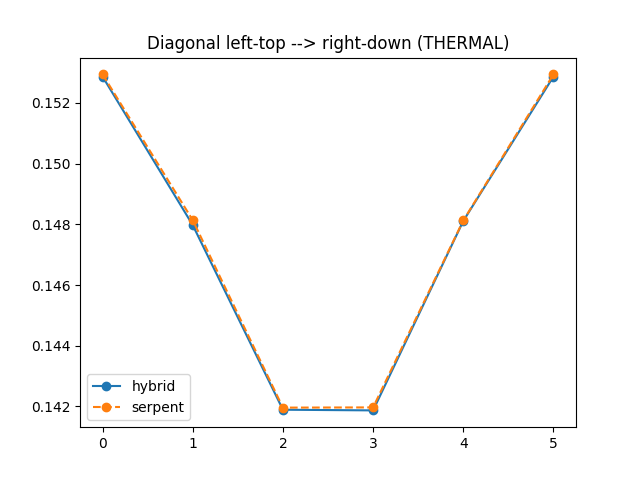 Diagonal left-top --> right-down (THERMAL)
0.152
0.150
0.148
0.146
0.144
0.142
hybrid
serpent
0 1 2 3 4 5